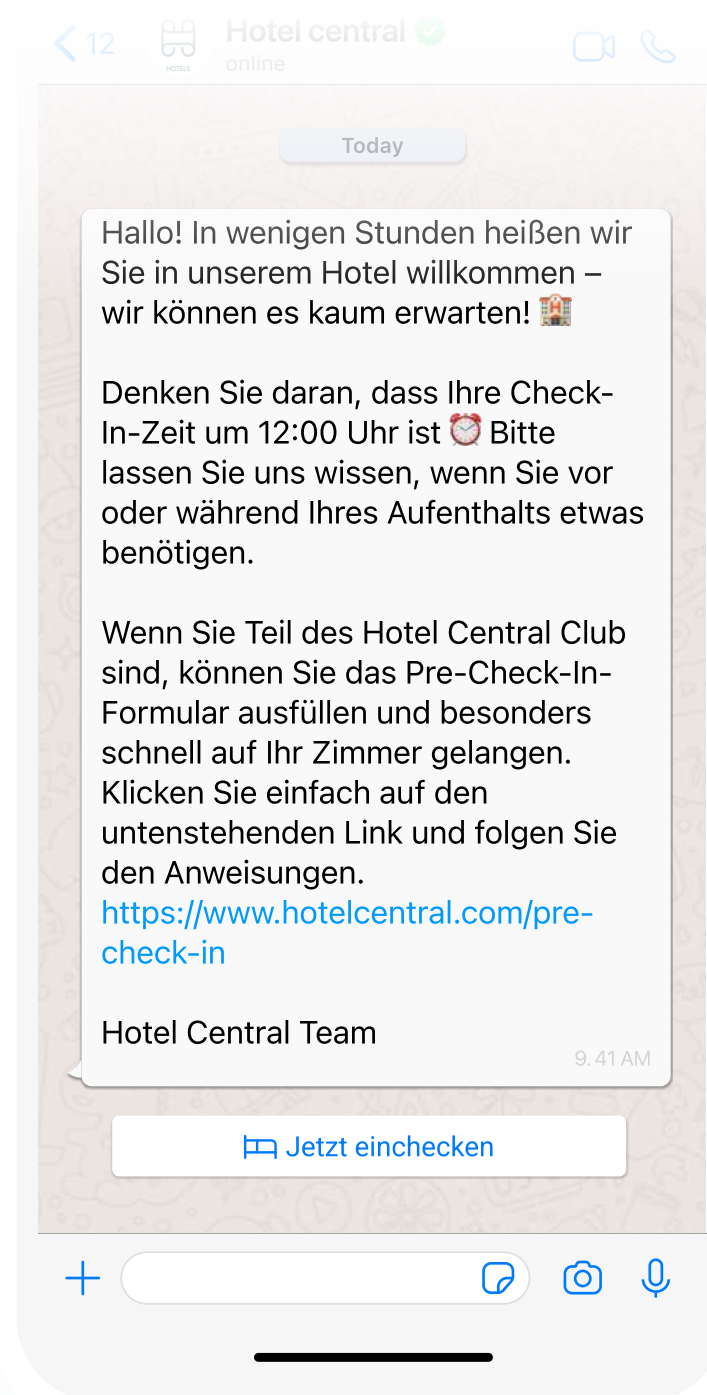 12
Hotel central
HOTELS
online
Today
Hallo! In wenigen Stunden heißen wir
Sie in unserem Hotel willkommen –
wir können es kaum erwarten! 🏨
Denken Sie daran, dass Ihre Check-
In-Zeit um 12:00 Uhr ist ⏰ Bitte
lassen Sie uns wissen, wenn Sie vor
oder während Ihres Aufenthalts etwas
benötigen.
Wenn Sie Teil des Hotel Central Club
sind, können Sie das Pre-Check-In-
Formular ausfüllen und besonders
schnell auf Ihr Zimmer gelangen.
Klicken Sie einfach auf den
untenstehenden Link und folgen Sie
den Anweisungen.
https://www.hotelcentral.com/pre-
check-in
Hotel Central Team
9.41 AM
Jetzt einchecken